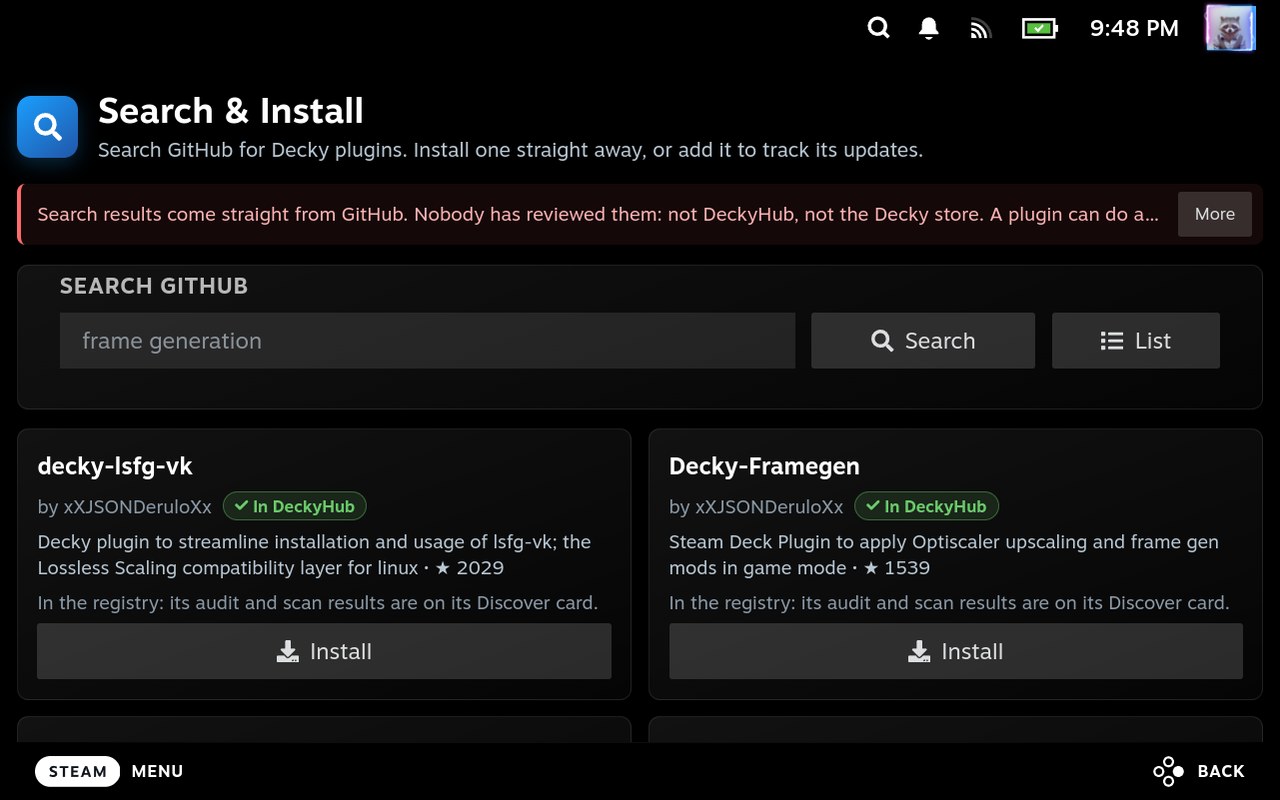 9:48 PM
Search & Install
Search GitHub for Decky plugins. Install one straight away, or add it to track its updates.
Search results come straight from GitHub. Nobody has reviewed them: not DeckyHub, not the Decky store. A plugin can do a...
More
SEARCH GITHUB
frame generation
Search
List
decky-lsfg-vk
by xXJSONDeruloXx
In DeckyHub
Decky plugin to streamline installation and usage of lsfg-vk; the
Lossless Scaling compatibility layer for linux · ★ 2029
In the registry: its audit and scan results are on its Discover card.
Install
Decky-Framegen
by xXJSONDeruloXx
In DeckyHub
Steam Deck Plugin to apply Optiscaler upscaling and frame gen
mods in game mode · ★ 1539
In the registry: its audit and scan results are on its Discover card.
Install
STEAM MENU
BACK